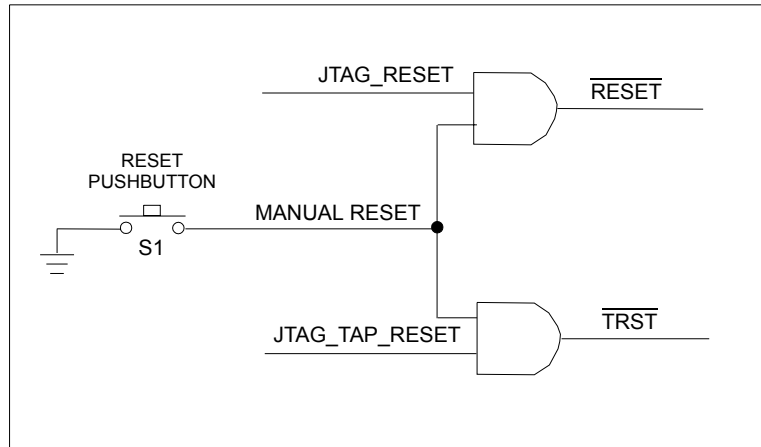 JTAG_RESET
RESET
RESET
PUSHBUTTON
MANUAL RESET
S1
JTAG_TAP_RESET
TRST